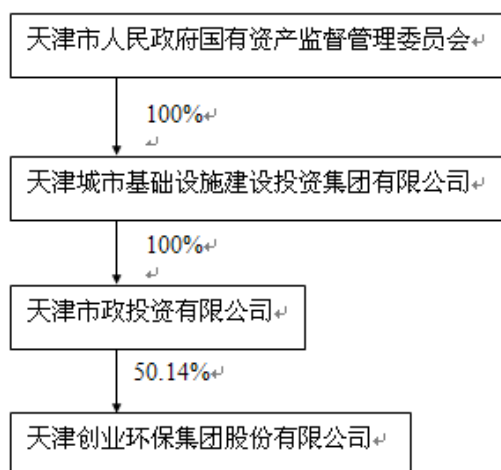 天津市人民政府国有资产监督管理委员会
100%
天津城市基础设施建设投资集团有限公司
100%
天津市政投资有限公司
50.14%
天津创业环保集团股份有限公司